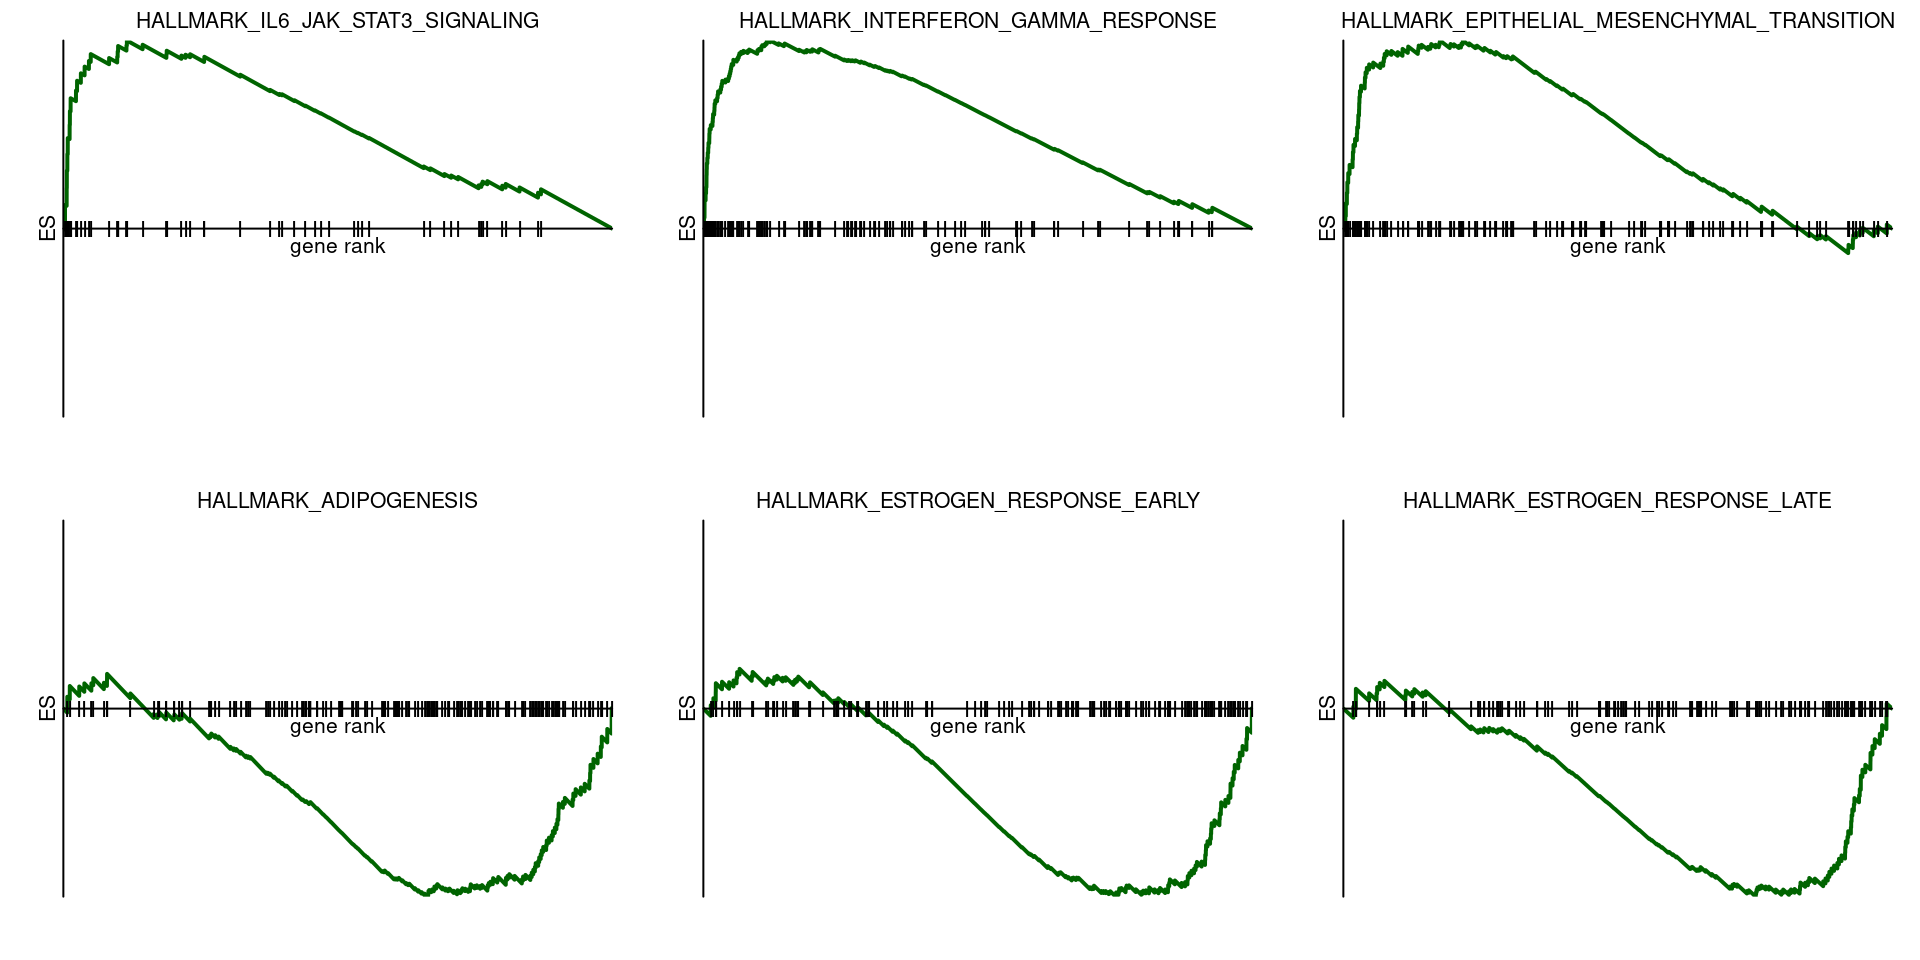 HALLMARK_IL6_JAK_STAT3_SIGNALING
ES
gene rank
HALLMARK_INTERFERON_GAMMA_RESPONSE
ES
gene rank
HALLMARK_EPITHELIAL_MESENCHYMAL_TRANSITION
ES
gene rank
HALLMARK_ADIPOGENESIS
ES
gene rank
HALLMARK_ESTROGEN_RESPONSE_EARLY
ES
gene rank
HALLMARK_ESTROGEN_RESPONSE_LATE
ES
gene rank